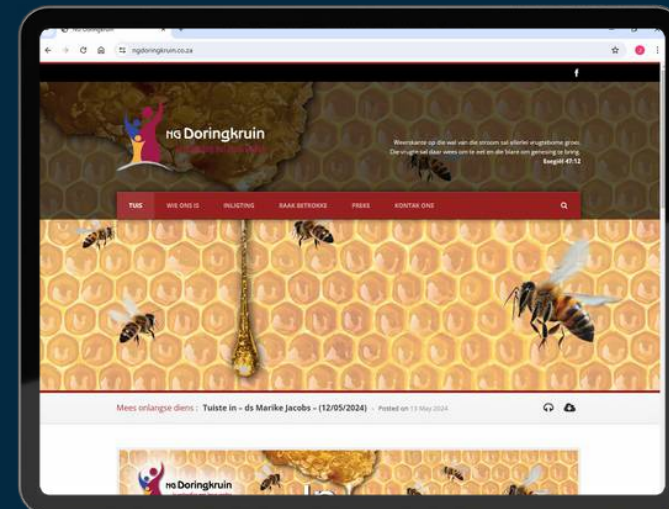 ngdoringkruin.co.za
NG Doringkruin
Weerskante op die wal van die stroom sal allerlei vrugtebome groei.
Die vrugte sal daar wees om te eet en die blare om genesing te bring.
Esegiël 47:12
TUIS WIE ONS IS INLIGTING RAAK BETROKKE PREKE KONTAK ONS
Mees onlangse diens : Tuiste in – ds Marike Jacobs – (12/05/2024) - Posted on 13 May 2024
NG Doringkruin